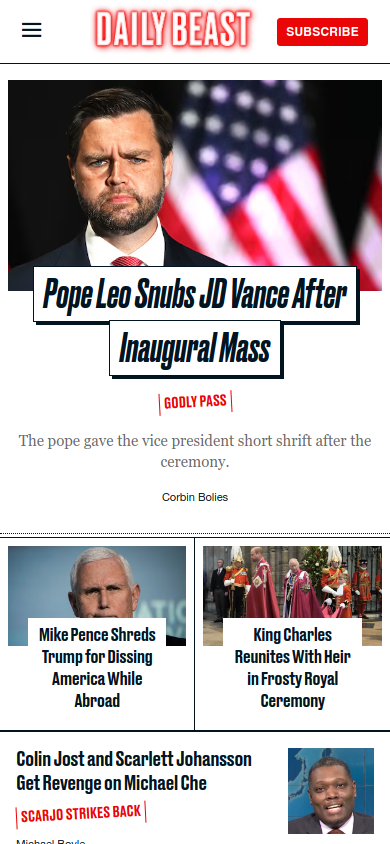 DAILY BEAST
SUBSCRIBE
Pope Leo Snubs JD Vance After
Inaugural Mass
GODLY PASS
The pope gave the vice president short shrift after the
ceremony.
Corbin Bolies
Mike Pence Shreds
Trump for Dissing
America While
Abroad
King Charles
Reunites With Heir
in Frosty Royal
Ceremony
Colin Jost and Scarlett Johansson
Get Revenge on Michael Che
SCARJO STRIKES BACK
Michael Boyle